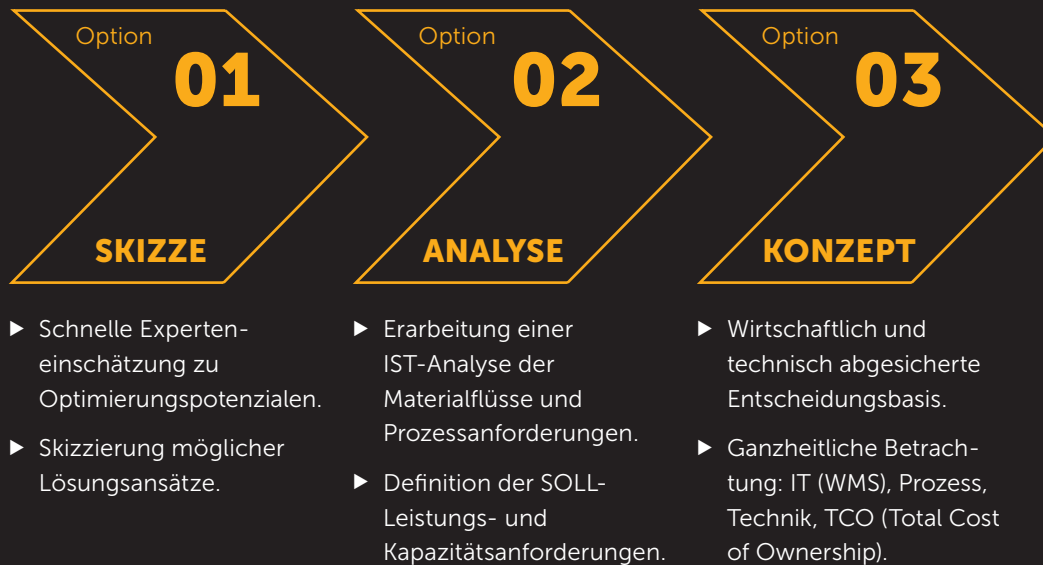 Option
01
SKIZZE
▶ Schnelle Experten-
einschätzung zu
Optimierungspotenzialen.
▶ Skizzierung möglicher
Lösungsansätze.
Option
02
ANALYSE
▶ Erarbeitung einer
IST-Analyse der
Materialflüsse und
Prozessanforderungen.
▶ Definition der SOLL-
Leistungs- und
Kapazitätsanforderungen.
Option
03
KONZEPT
▶ Wirtschaftlich und
technisch abgesicherte
Entscheidungsbasis.
▶ Ganzheitliche Betrach-
tung: IT (WMS), Prozess,
Technik, TCO (Total Cost
of Ownership).